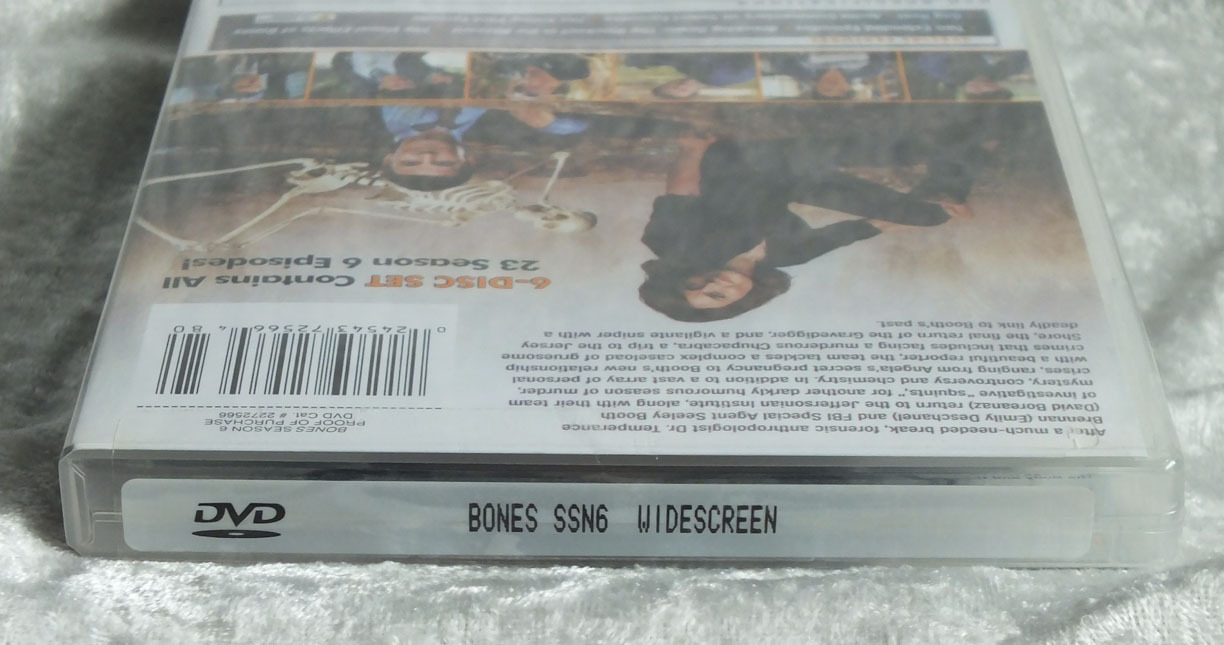 DVD
BONES SSN6 WIDESCREEN
After a much-needed break, forensic anthropologist Dr. Temperance
Brennan (Emily Deschanel) and FBI Special Agent Seeley Booth
(David Boreanaz) return to the Jeffersonian Institute, along with their team
of investigative "squints," for another darkly humorous season of murder,
mystery, controversy and chemistry. In addition to a vast array of personal
crises, ranging from Angela's secret pregnancy to Booth's new relationship
with a beautiful reporter, the team tackles a complex caseload of gruesome
crimes that includes facing a murderous Chupacabra, a trip to the Jersey
Shore, the final return of the Gravedigger, and a vigilante sniper with a
deadly link to Booth's past.
BONES SEASON 6
PROOF OF PURCHASE
DVD Cat. # 2272566
0 24543 72566 4 80
6-DISC SET Contains All
23 Season 6 Episodes!